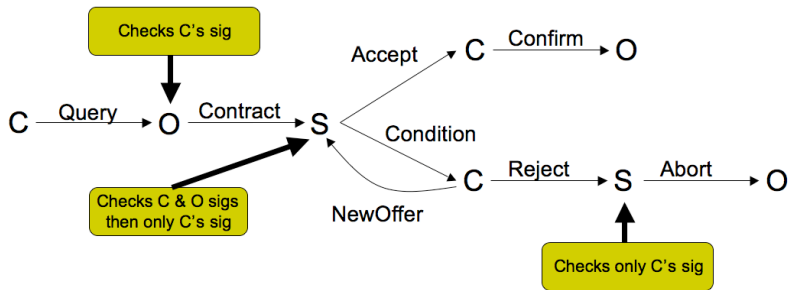 Checks C's sig
Accept
C
Confirm
O
C
Query
O
Contract
S
Condition
Checks C & O sigs
then only C's sig
NewOffer
C
Reject
S
Abort
O
Checks only C's sig